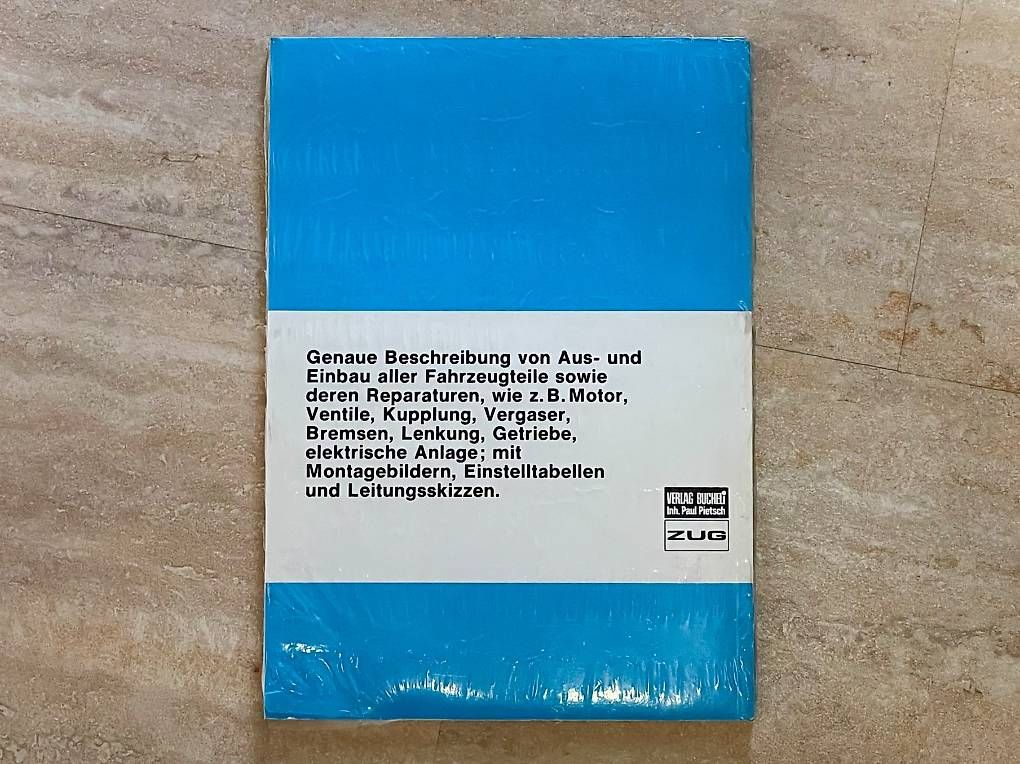 Genaue Beschreibung von Aus- und
Einbau aller Fahrzeugteile sowie
deren Reparaturen, wie z.B. Motor,
Ventile, Kupplung, Vergaser,
Bremsen, Lenkung, Getriebe,
elektrische Anlage; mit
Montagebildern, Einstelltabellen
und Leitungsskizzen.
VERLAG BUCHELI
Inh. Paul Pietsch
ZUG